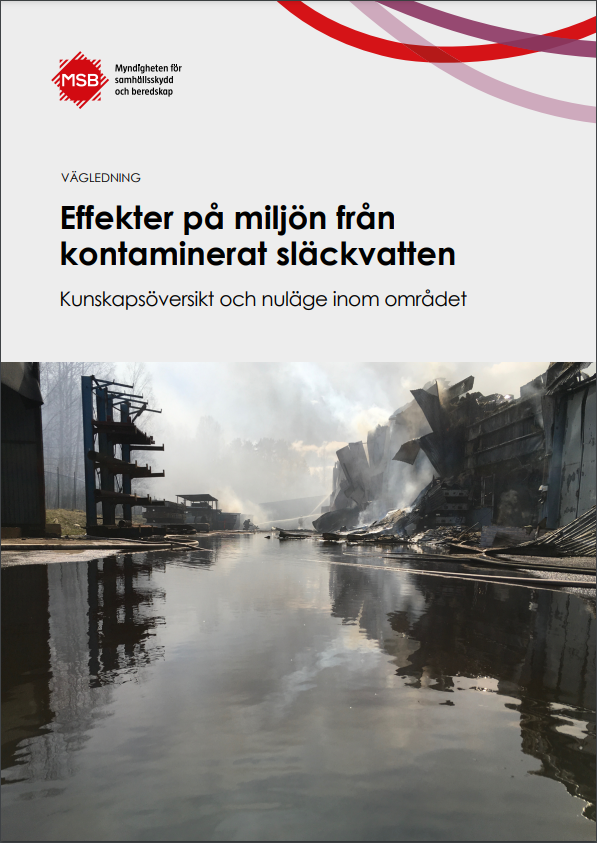 MSB
Myndigheten för
samhällsskydd
och beredskap
VÄGLEDNING
Effekter på miljön från
kontaminerat släckvatten
Kunskapsöversikt och nuläge inom området